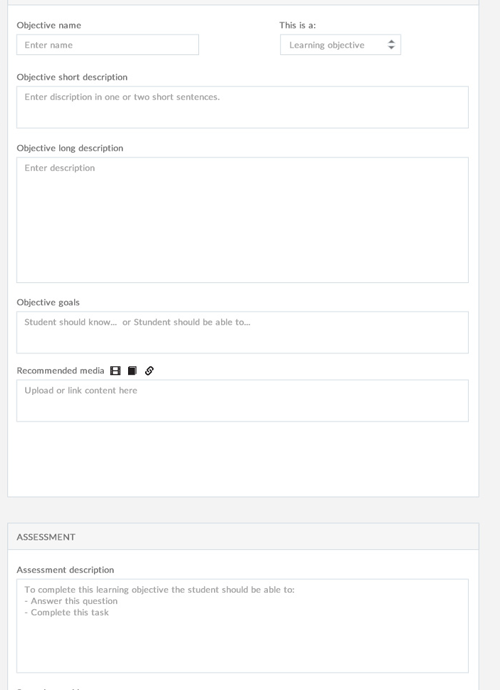 Objective name
This is a:
Enter name
Learning objective
Objective short description
Enter discription in one or two short sentences.
Objective long description
Enter description
Objective goals
Student should know...  or Stundent should be able to...
Recommended media
Upload or link content here
ASSESSMENT
Assessment description
To complete this learning objective the student should be able to:
- Answer this question
- Complete this task